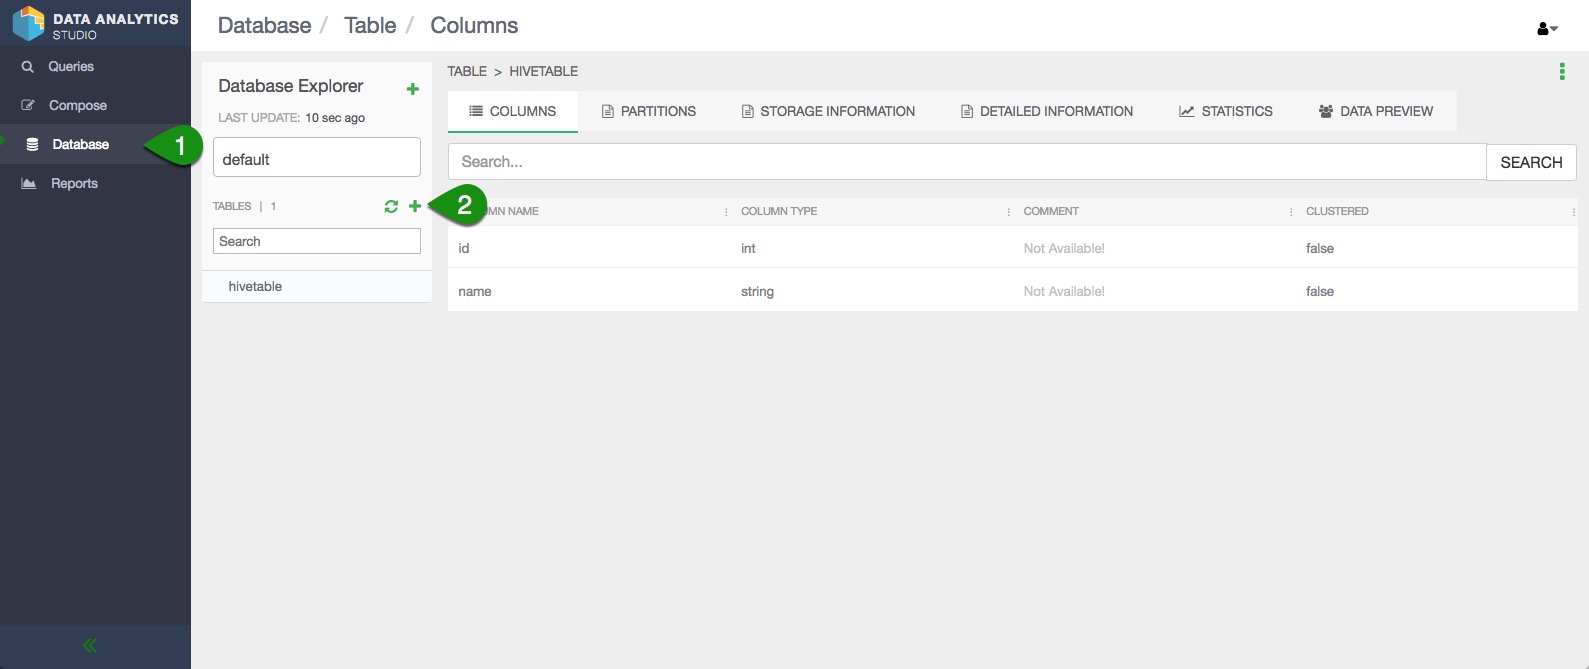 DATA ANALYTICS
STUDIO
Queries
Compose
Database
Reports
1
Database / Table / Columns
Database Explorer
LAST UPDATE: 10 sec ago
default
TABLES | 1
2
Search
hivetable
TABLE > HIVETABLE
COLUMNS PARTITIONS STORAGE INFORMATION DETAILED INFORMATION STATISTICS DATA PREVIEW
Search... SEARCH
UMN NAME COLUMN TYPE COMMENT CLUSTERED
id int Not Available! false
name string Not Available! false